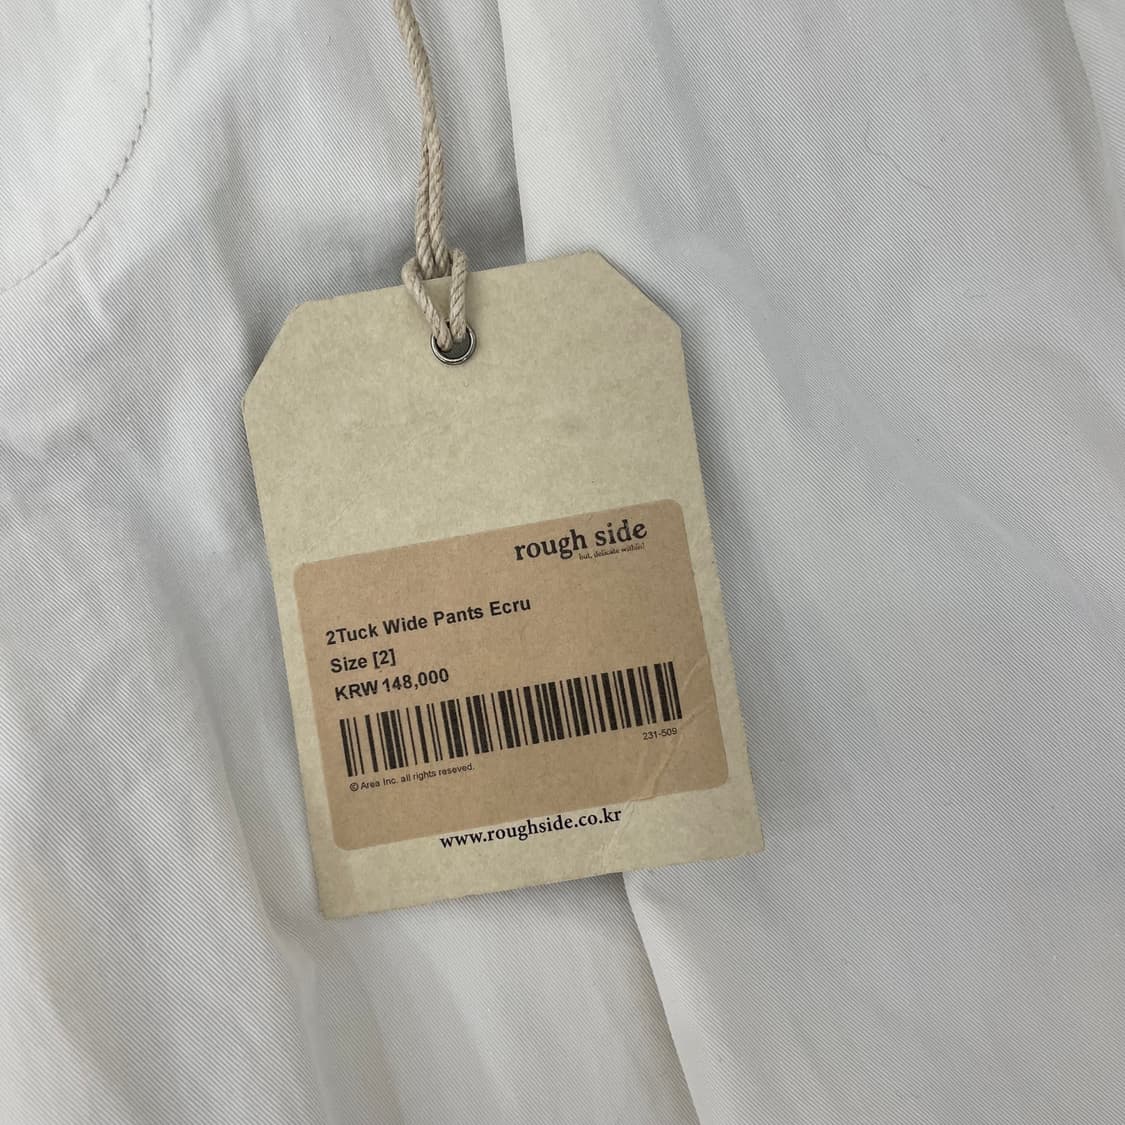 rough side
but, delicate within!
2Tuck Wide Pants Ecru
Size [2]
KRW 148,000
231-509
© Area Inc. all rights reseved.
www.roughside.co.kr